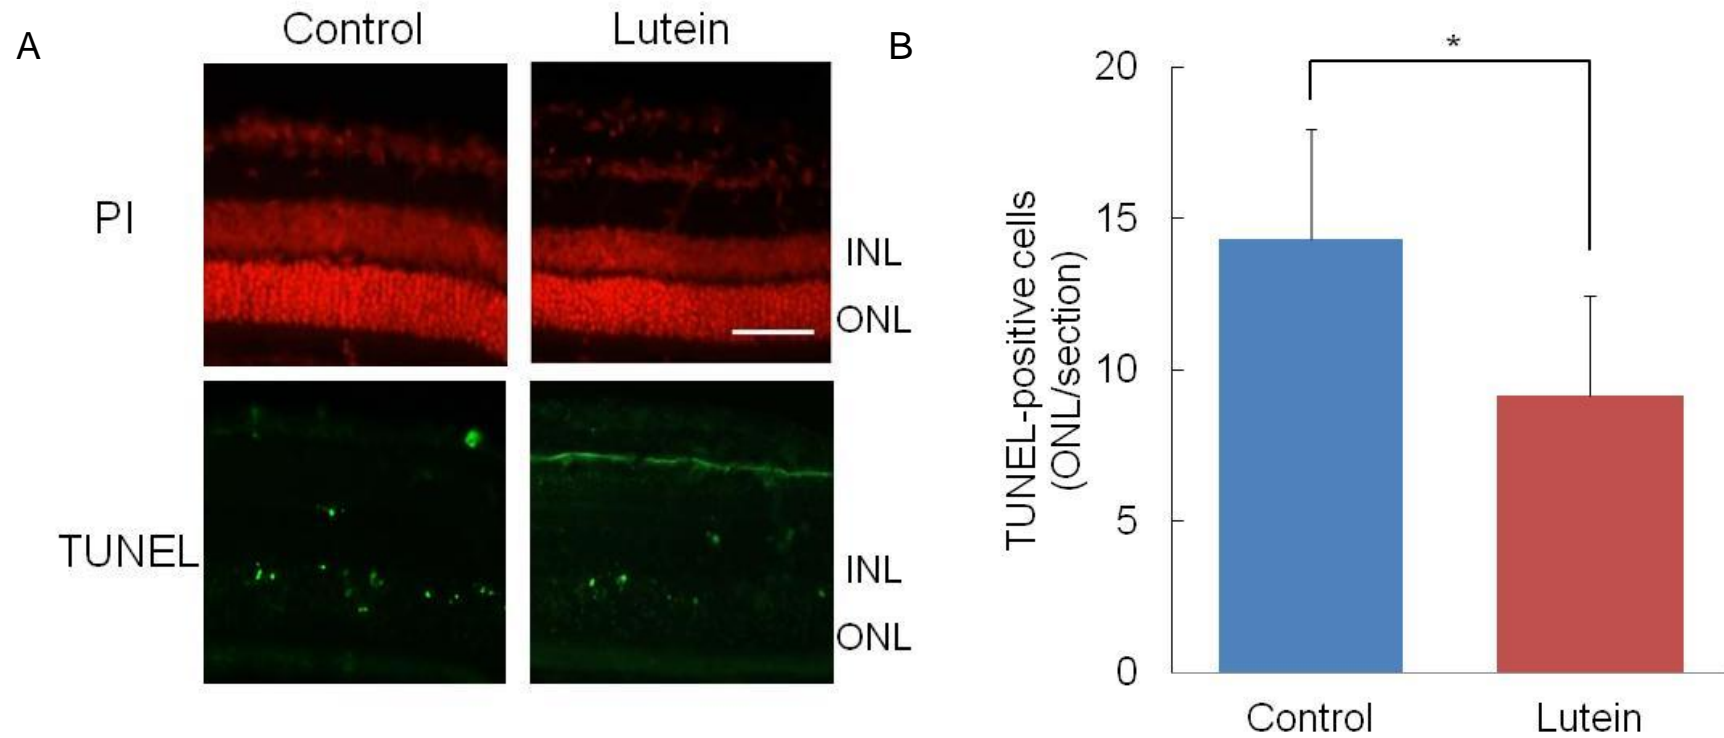 A
Control
Lutein
PI
INL
ONL
TUNEL
INL
ONL
B
*
20
15
10
5
0
TUNEL-positive cells
(ONL/section)
Control
Lutein